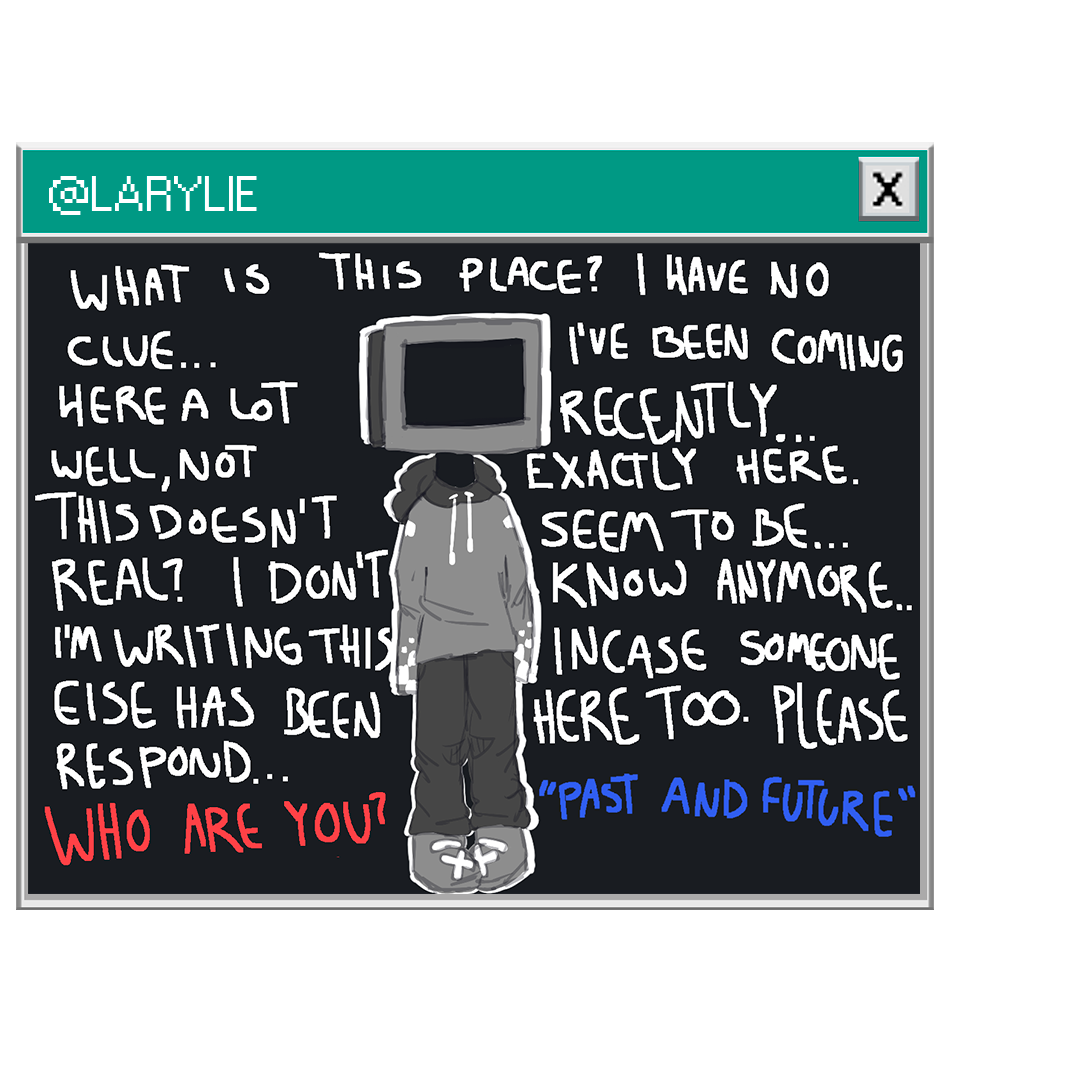 @LARYLIE X
WHAT IS THIS PLACE? I HAVE NO
CLUE... I'VE BEEN COMING
HERE A LOT RECENTLY...
WELL, NOT EXACTLY HERE.
THIS DOESN'T SEEM TO BE...
REAL? I DON'T KNOW ANYMORE..
I'M WRITING THIS INCASE SOMEONE
ELSE HAS BEEN HERE TOO. PLEASE
RESPOND...
WHO ARE YOU? "PAST AND FUTURE"